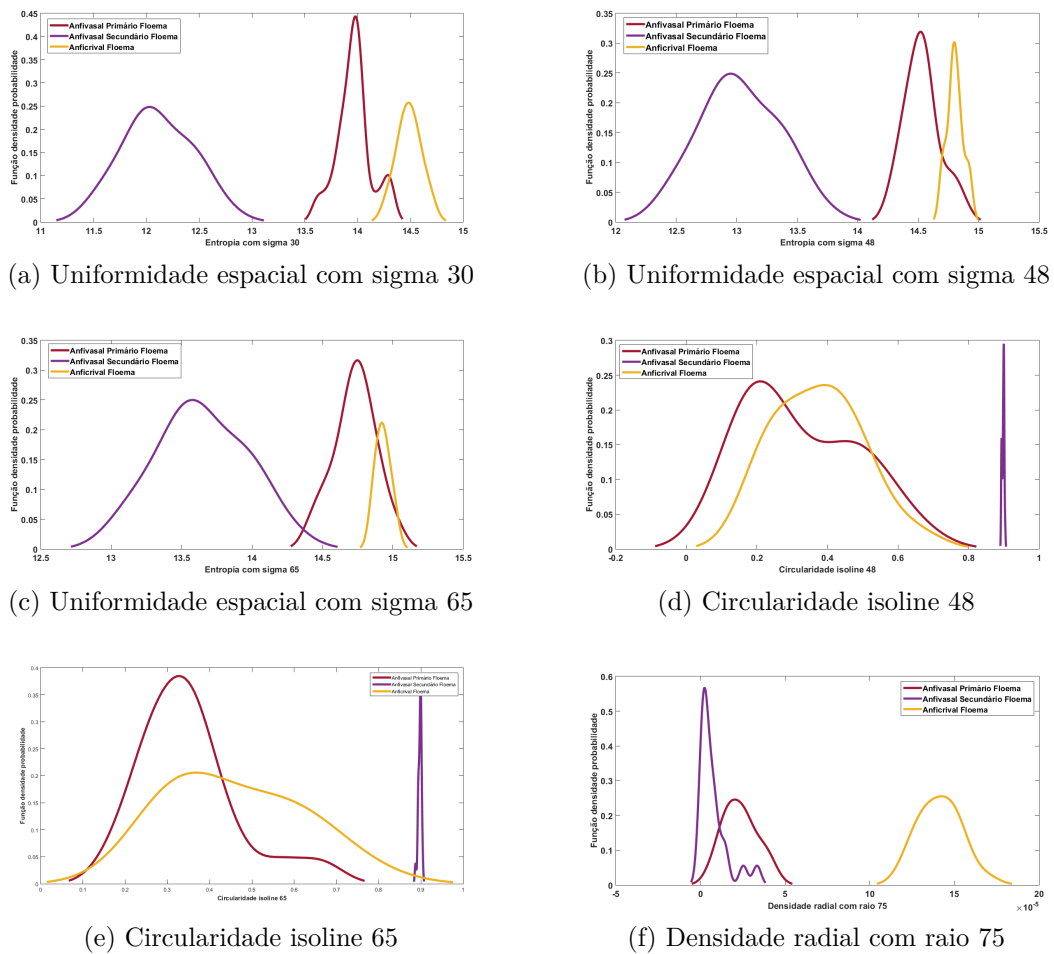 Função densidade probabilidade
0.45
0.4
0.35
0.3
0.25
0.2
0.15
0.1
0.05
0
Anfivasal Primário Floema
Anfivasal Secundário Floema
Anficrival Floema
11 11.5 12 12.5 13 13.5 14 14.5 15
Entropia com sigma 30
(a) Uniformidade espacial com sigma 30
Função densidade probabilidade
0.35
0.3
0.25
0.2
0.15
0.1
0.05
0
Anfivasal Primário Floema
Anfivasal Secundário Floema
Anficrival Floema
12 12.5 13 13.5 14 14.5 15 15.5
Entropia com sigma 48
(b) Uniformidade espacial com sigma 48
Função densidade probabilidade
0.35
0.3
0.25
0.2
0.15
0.1
0.05
0
Anfivasal Primário Floema
Anfivasal Secundário Floema
Anficrival Floema
12.5 13 13.5 14 14.5 15 15.5
Entropia com sigma 65
(c) Uniformidade espacial com sigma 65
Função densidade probabilidade
0.3
0.25
0.2
0.15
0.1
0.05
0
Anfivasal Primário Floema
Anfivasal Secundário Floema
Anficrival Floema
-0.2 0 0.2 0.4 0.6 0.8 1
Circularidade isoline 48
(d) Circularidade isoline 48
Função densidade probabilidade
0.4
0.35
0.3
0.25
0.2
0.15
0.1
0.05
0
Anfivasal Primário Floema
Anfivasal Secundário Floema
Anficrival Floema
0 0.1 0.2 0.3 0.4 0.5 0.6 0.7 0.8 0.9 1
Circularidade isoline 65
(e) Circularidade isoline 65
Função densidade probabilidade
0.6
0.5
0.4
0.3
0.2
0.1
0
Anfivasal Primário Floema
Anfivasal Secundário Floema
Anficrival Floema
-5 0 5 10 15 20
Densidade radial com raio 75
×10⁻⁵
(f) Densidade radial com raio 75